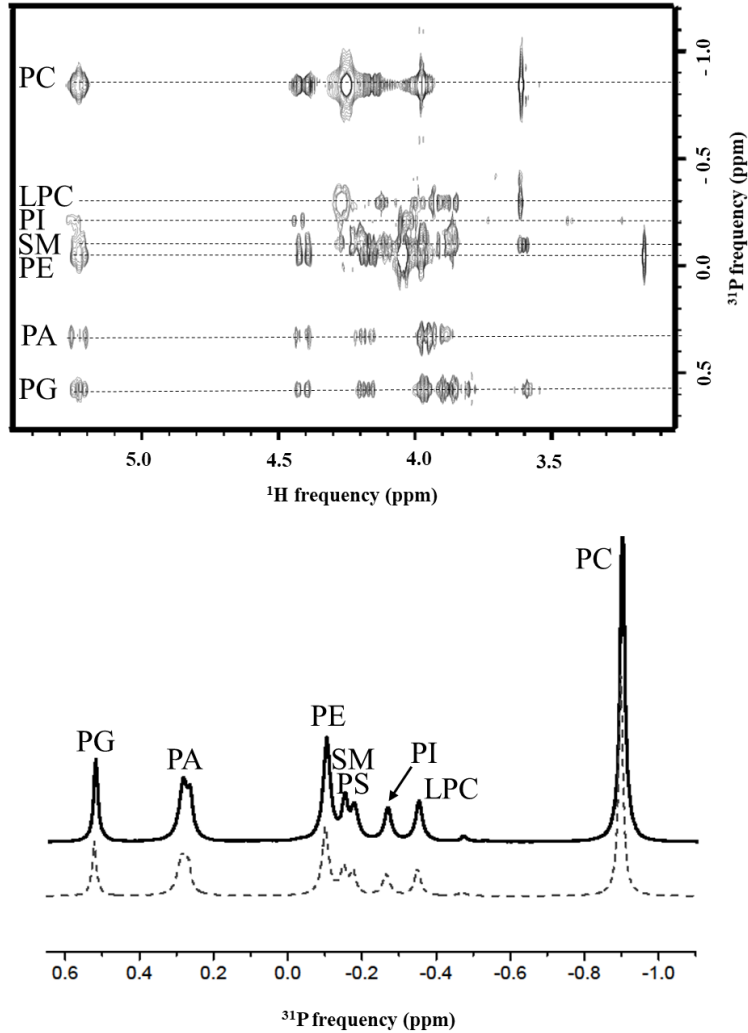 PC
LPC
PI
SM
PE
PA
PG
- 1.0
- 0.5
0.0
0.5
³¹P frequency (ppm)
5.0 4.5 4.0 3.5
¹H frequency (ppm)
PC
PG
PA
PE
SM
PS
PI
LPC
0.6 0.4 0.2 0.0 -0.2 -0.4 -0.6 -0.8 -1.0
³¹P frequency (ppm)